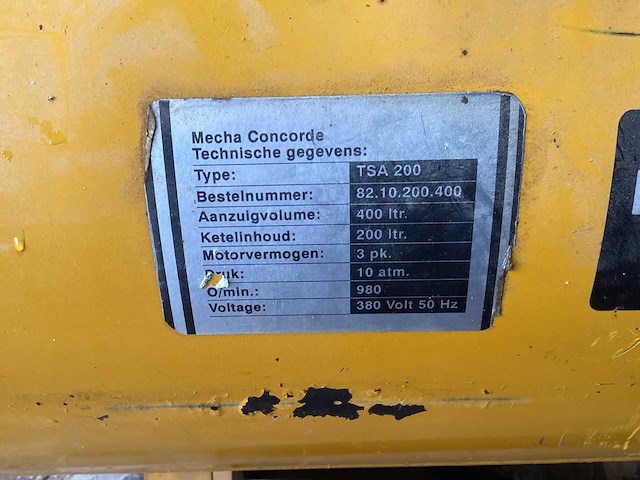 Mecha Concorde
Technische gegevens:
Type: TSA 200
Bestelnummer: 82.10.200.400
Aanzuigvolume: 400 ltr.
Ketelinhoud: 200 ltr.
Motorvermogen: 3 pk.
Druk: 10 atm.
O/min.: 980
Voltage: 380 Volt 50 Hz